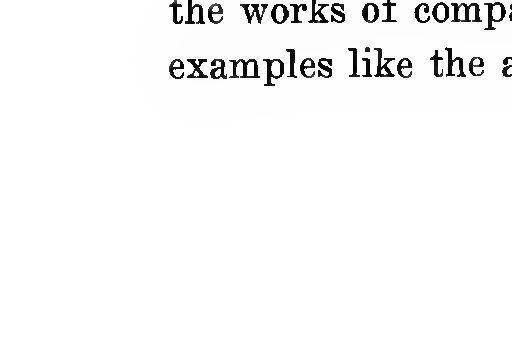 the works of comp
examples like the a